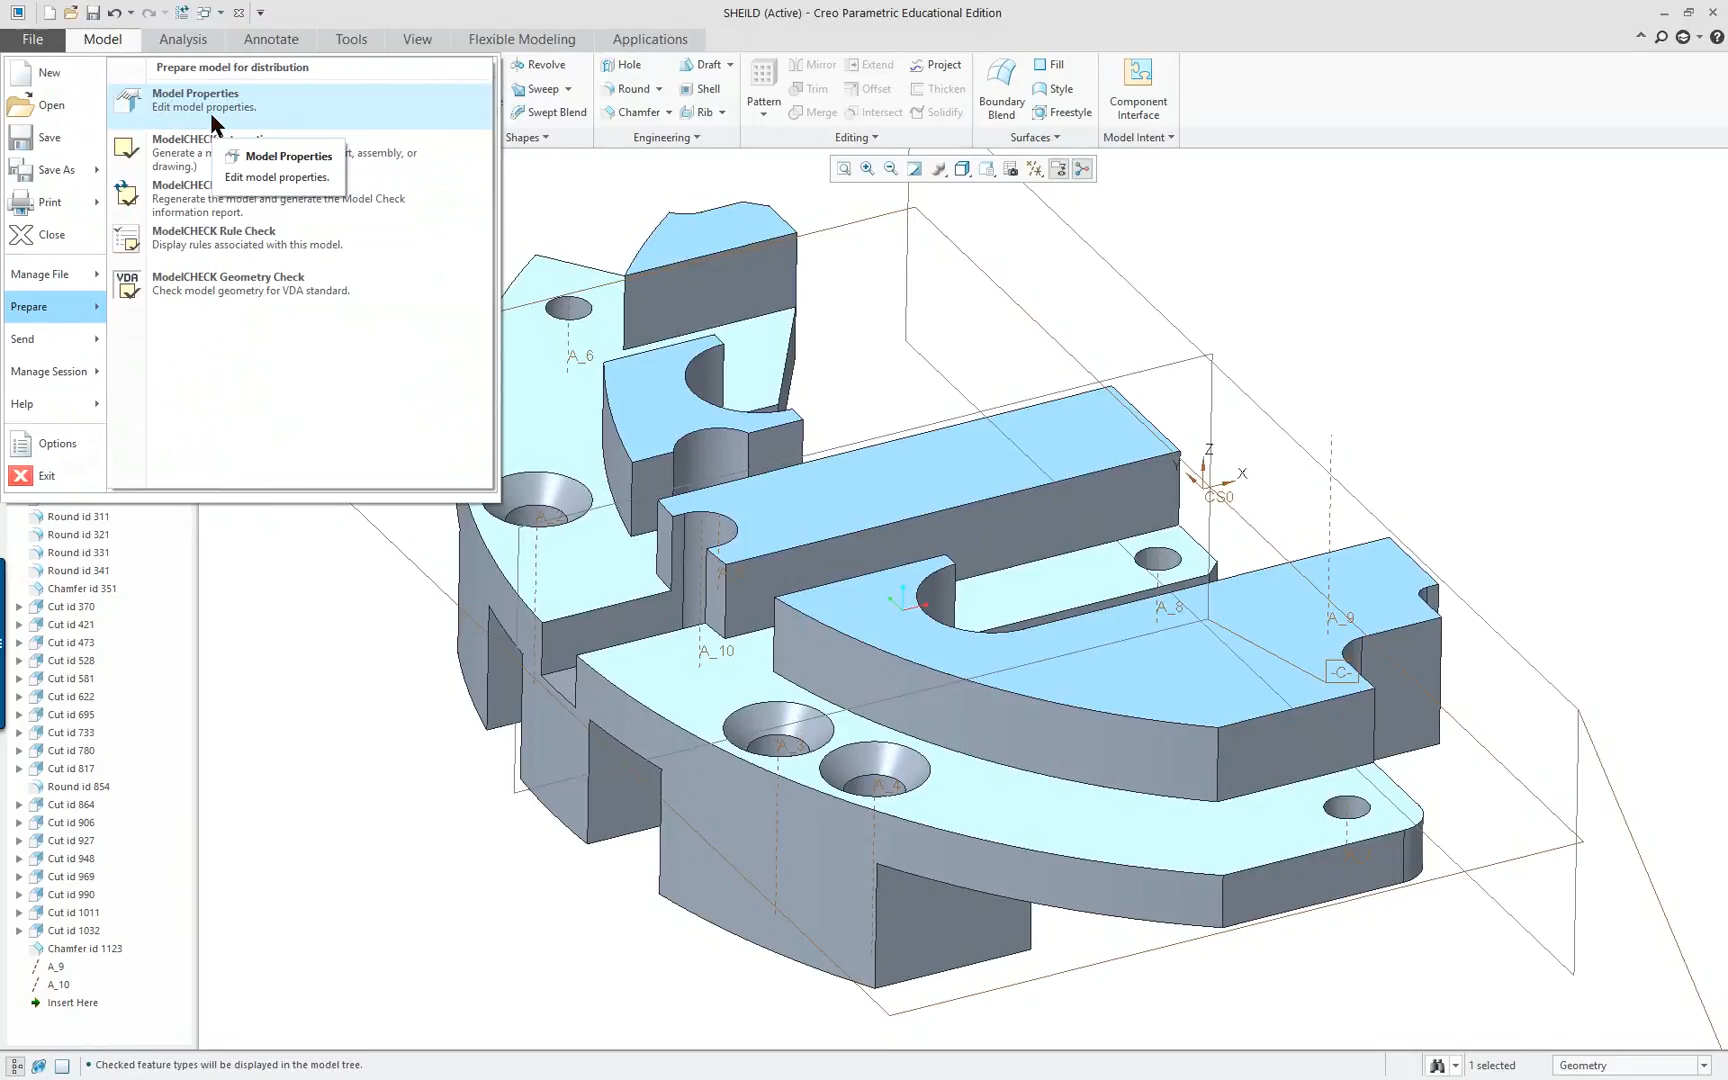 SHEILD (Active) - Creo Parametric Educational Edition
File Model Analysis Annotate Tools View Flexible Modeling Applications
Revolve
Sweep
Swept Blend
Shapes
Hole
Round
Chamfer
Draft
Shell
Rib
Engineering
Pattern
Mirror
Trim
Merge
Extend
Offset
Intersect
Project
Thicken
Solidify
Editing
Boundary
Blend
Fill
Style
Freestyle
Surfaces
Component
Interface
Model Intent
New
Open
Save
Save As
Print
Close
Manage File
Prepare
Send
Manage Session
Help
Options
Exit
Prepare model for distribution
Model Properties
Edit model properties.
ModelCHECK
Generate a m
rt, assembly, or
drawing.)
ModelCHECK
Regenerate the model and generate the Model Check
information report.
ModelCHECK Rule Check
Display rules associated with this model.
VDA
ModelCHECK Geometry Check
Check model geometry for VDA standard.
Model Properties
Edit model properties.
Round id 311
Round id 321
Round id 331
Round id 341
Chamfer id 351
Cut id 370
Cut id 421
Cut id 473
Cut id 528
Cut id 581
Cut id 622
Cut id 695
Cut id 733
Cut id 780
Cut id 817
Round id 854
Cut id 864
Cut id 906
Cut id 927
Cut id 948
Cut id 969
Cut id 990
Cut id 1011
Cut id 1032
Chamfer id 1123
A_9
A_10
Insert Here
A_6
Z
X
Y
CS0
A_8
A_9
-C-
A_10
A_3
A_4
Checked feature types will be displayed in the model tree.
1 selected
Geometry